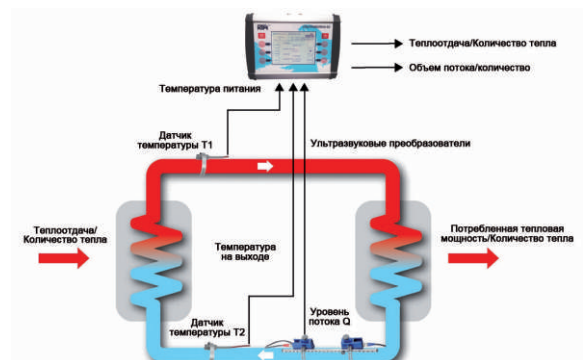 Теплоотдача/Количество тепла
Объем потока/количество
Температура питания
Датчик
температуры T1
Ультразвуковые преобразователи
Теплоотдача/
Количество тепла
Температура
на выходе
Потребленная тепловая
мощность/Количество тепла
Датчик
температуры T2
Уровень
потока Q